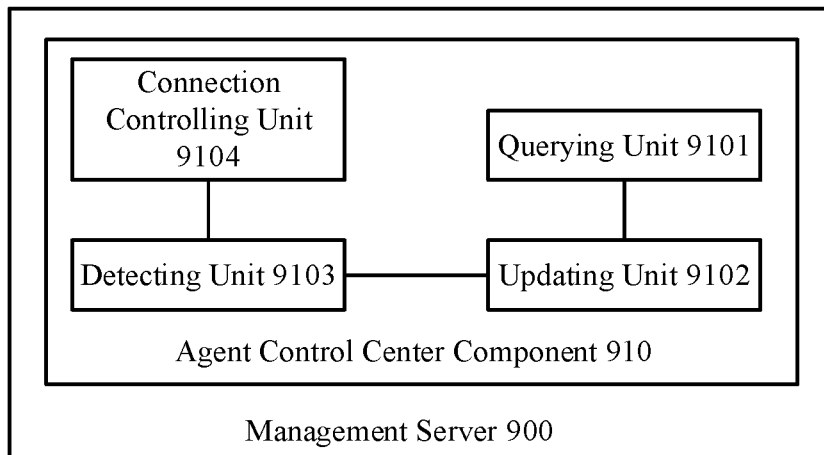 Connection
Controlling Unit
9104
Querying Unit 9101
Detecting Unit 9103
Updating Unit 9102
Agent Control Center Component 910
Management Server 900